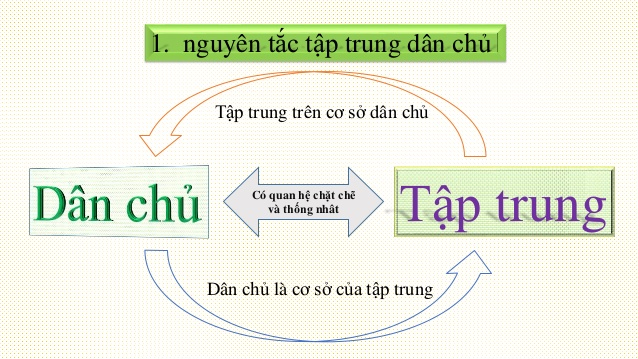 1. nguyên tắc tập trung dân chủ
Tập trung trên cơ sở dân chủ
Dân chủ
Có quan hệ chặt chẽ
và thống nhât
Tập trung
Dân chủ là cơ sở của tập trung